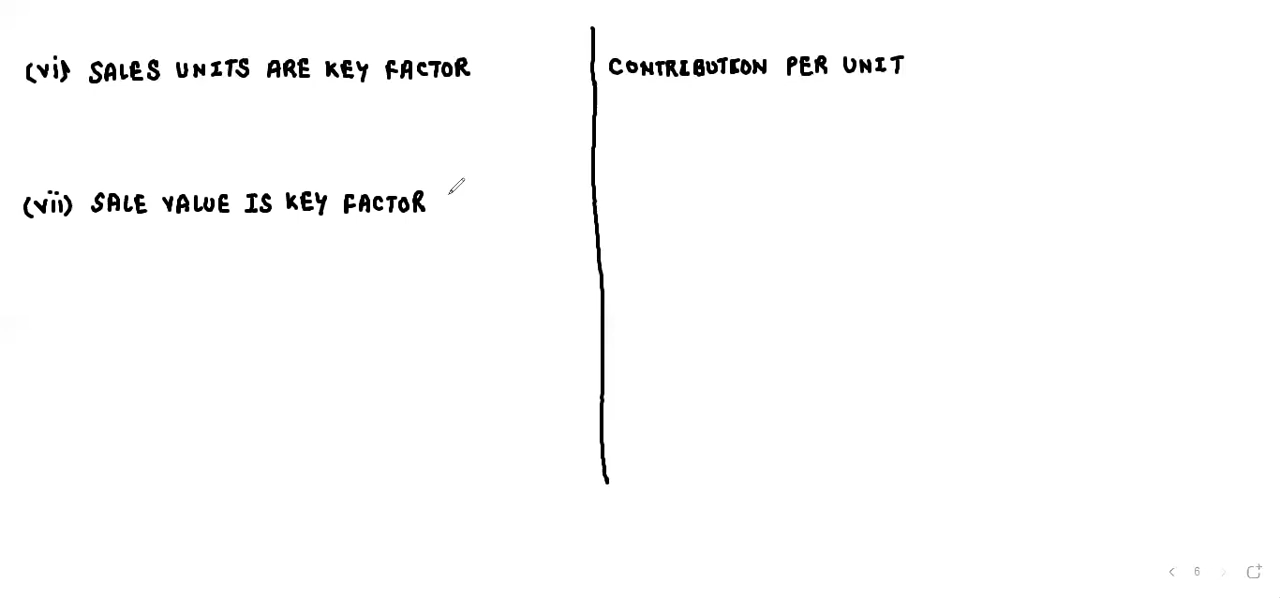 (vi) SALES UNITS ARE KEY FACTOR
CONTRIBUTION PER UNIT
(vii) SALE VALUE IS KEY FACTOR
6